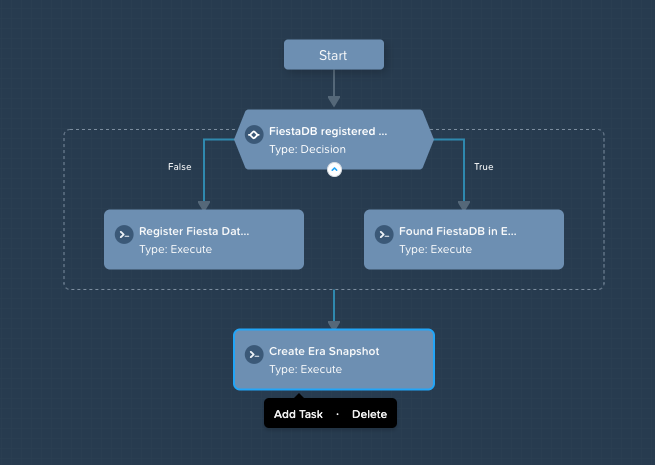 Start
FiestaDB registered ...
Type: Decision
False
True
Register Fiesta Dat...
Type: Execute
Found FiestaDB in E...
Type: Execute
Create Era Snapshot
Type: Execute
Add Task · Delete